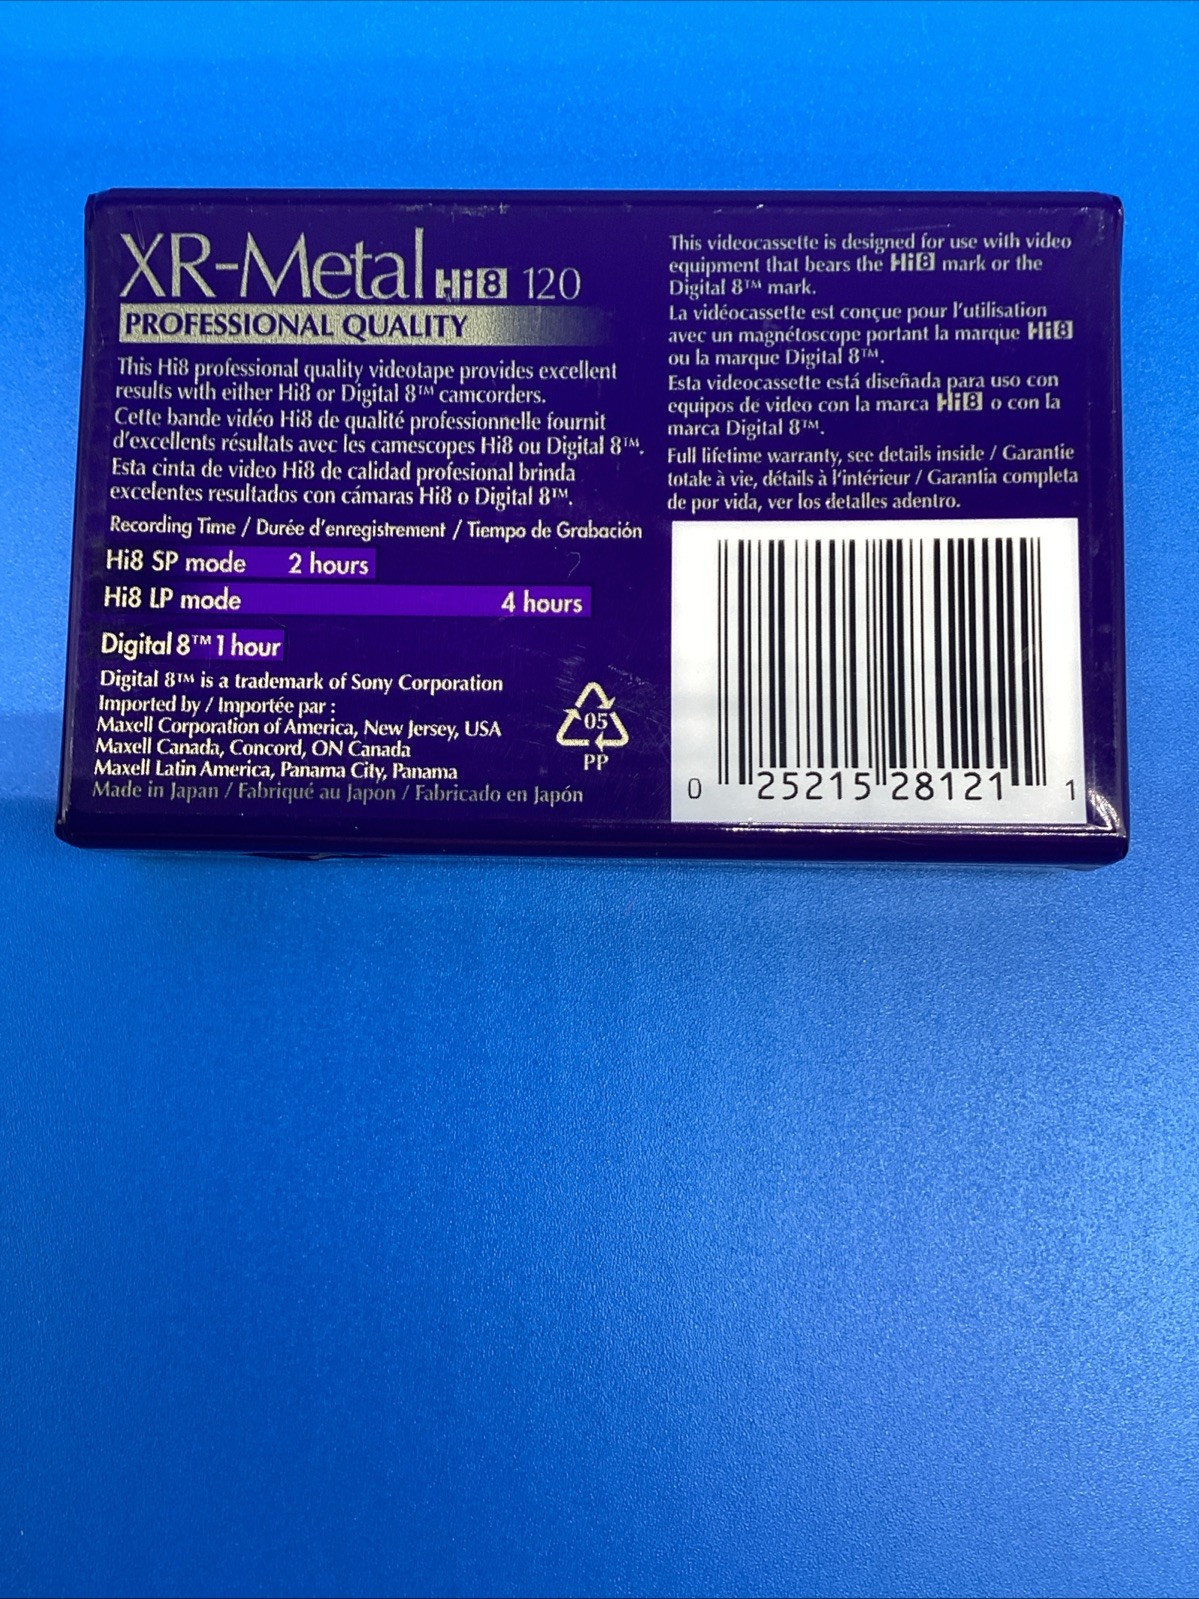 XR-Metal Hi8 120
PROFESSIONAL QUALITY
This Hi8 professional quality videotape provides excellent
results with either Hi8 or Digital 8™ camcorders.
Cette bande vidéo Hi8 de qualité professionnelle fournit
d'excellents résultats avec les camescopes Hi8 ou Digital 8™.
Esta cinta de video Hi8 de calidad profesional brinda
excelentes resultados con cámaras Hi8 o Digital 8™.
Recording Time / Durée d'enregistrement / Tiempo de Grabación
Hi8 SP mode 2 hours
Hi8 LP mode 4 hours
Digital 8™ 1 hour
Digital 8™ is a trademark of Sony Corporation
Imported by / Importée par :
Maxell Corporation of America, New Jersey, USA
Maxell Canada, Concord, ON Canada
Maxell Latin America, Panama City, Panama
Made in Japan / Fabriqué au Japon / Fabricado en Japón
05
PP
This videocassette is designed for use with video
equipment that bears the Hi8 mark or the
Digital 8™ mark.
La vidéocassette est conçue pour l'utilisation
avec un magnétoscope portant la marque Hi8
ou la marque Digital 8™.
Esta videocassette está diseñada para uso con
equipos de video con la marca Hi8 o con la
marca Digital 8™.
Full lifetime warranty, see details inside / Garantie
totale à vie, détails à l'intérieur / Garantia completa
de por vida, ver los detalles adentro.
0 25215 28121 1